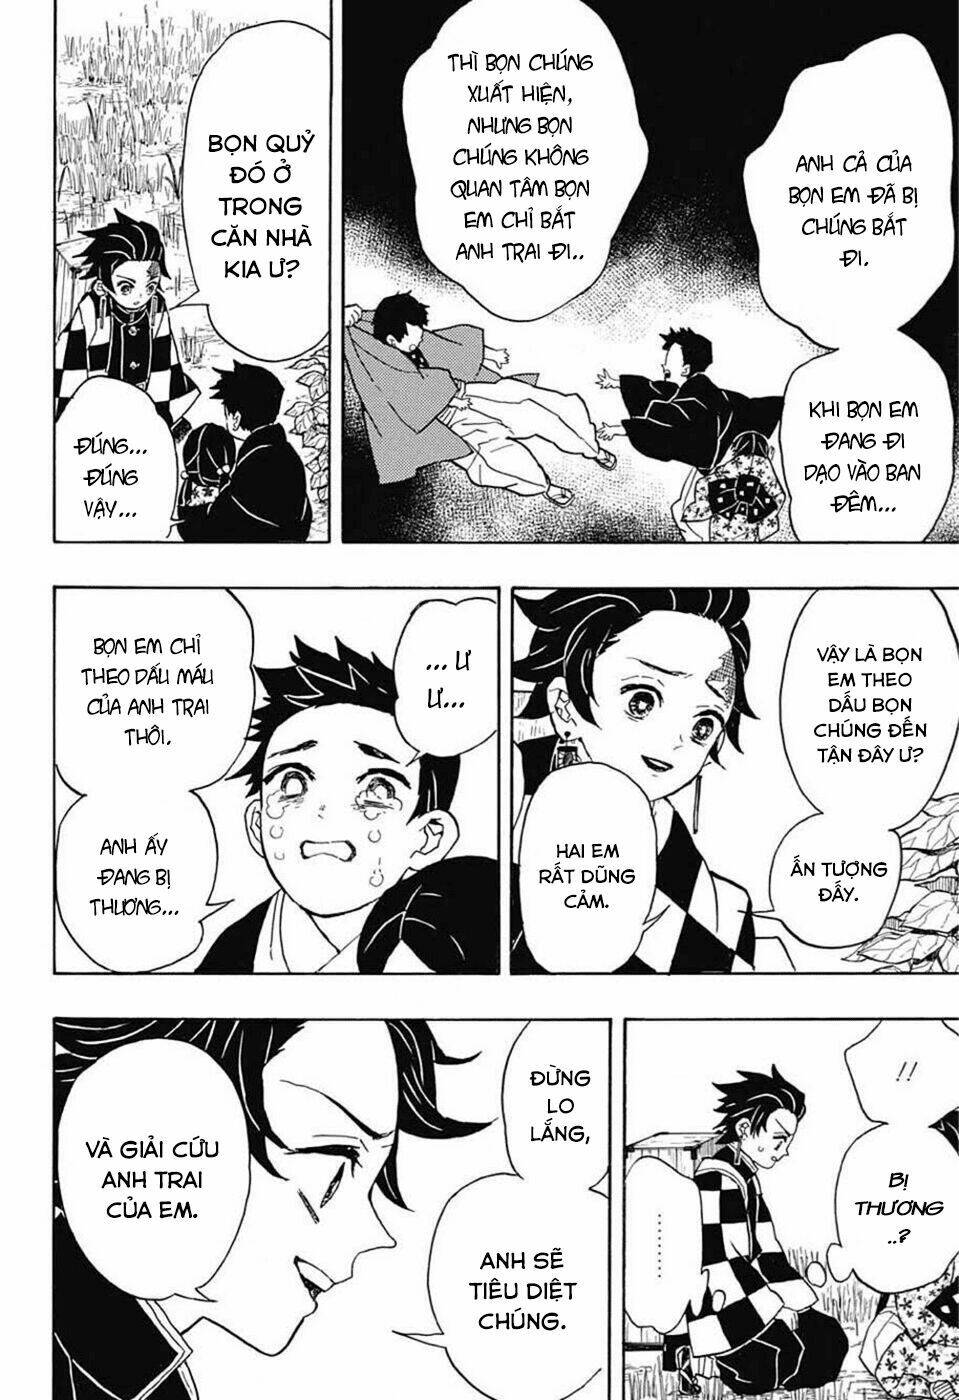 ANH CẢ CỦA
BỌN EM ĐÃ BỊ
CHÚNG BẮT
ĐI.
KHI BỌN EM
ĐANG ĐI
DẠO VÀO BAN
ĐÊM...
THÌ BỌN CHÚNG
XUẤT HIỆN,
NHƯNG BỌN
CHÚNG KHÔNG
QUAN TÂM BỌN
EM CHỈ BẮT
ANH TRAI ĐI..
BỌN QUỶ
ĐÓ Ở
TRONG
CĂN NHÀ
KIA Ư?
ĐÚNG...
ĐÚNG
VẬY...
VẬY LÀ BỌN
EM THEO
DẤU BỌN
CHÚNG ĐẾN
TẬN ĐÂY Ư?
ẤN TƯỢNG
ĐẤY.
HAI EM
RẤT DŨNG
CẢM.
... Ư
Ư...
BỌN EM CHỈ
THEO DẤU MÁU
CỦA ANH TRAI
THÔI.
ANH ẤY
ĐANG BỊ
THƯƠNG...
!!
BỊ
THƯƠNG
..?
......
ĐỪNG
LO
LẮNG,
ANH SẼ
TIÊU DIỆT
CHÚNG.
VÀ GIẢI CỨU
ANH TRAI
CỦA EM.